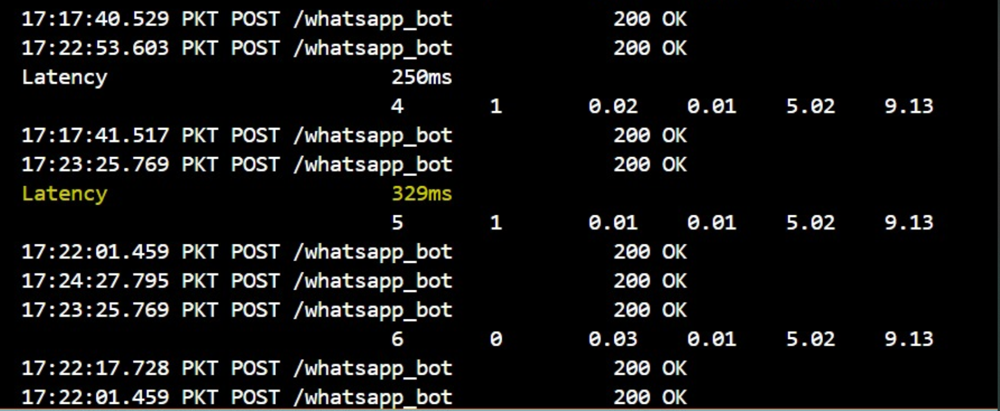 17:17:40.529 PKT POST /whatsapp_bot 200 OK
17:22:53.603 PKT POST /whatsapp_bot 200 OK
Latency 250ms
4 1 0.02 0.01 5.02 9.13
17:17:41.517 PKT POST /whatsapp_bot 200 OK
17:23:25.769 PKT POST /whatsapp_bot 200 OK
Latency 329ms
5 1 0.01 0.01 5.02 9.13
17:22:01.459 PKT POST /whatsapp_bot 200 OK
17:24:27.795 PKT POST /whatsapp_bot 200 OK
17:23:25.769 PKT POST /whatsapp_bot 200 OK
6 0 0.03 0.01 5.02 9.13
17:22:17.728 PKT POST /whatsapp_bot 200 OK
17:22:01.459 PKT POST /whatsapp_bot 200 OK